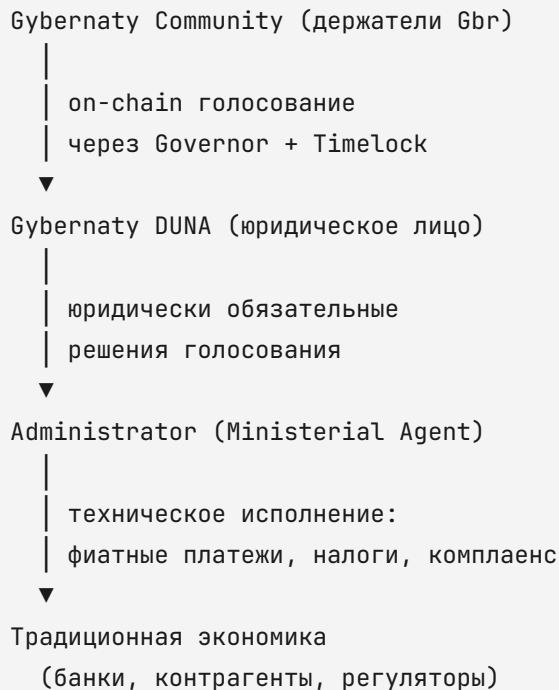 Gybernaty Community (держатели Gbr)
on-chain голосование
через Governor + Timelock
Gybernaty DUNA (юридическое лицо)
юридически обязательные
решения голосования
Administrator (Ministerial Agent)
техническое исполнение:
фиатные платежи, налоги, комплаенс
Традиционная экономика
(банки, контрагенты, регуляторы)